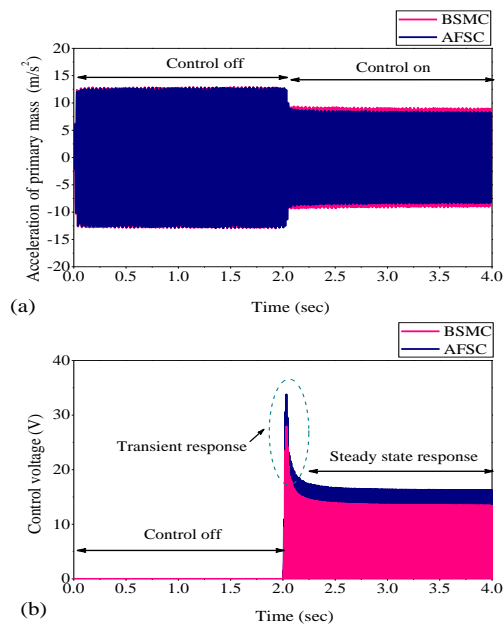 BSMC
AFSC
Control off
Control on
Acceleration of primary mass (m/s²)
20
15
10
5
0
-5
-10
-15
-20
0.0 0.5 1.0 1.5 2.0 2.5 3.0 3.5 4.0
Time (sec)
(a)
BSMC
AFSC
Transient response
Steady state response
Control off
Control voltage (V)
40
30
20
10
0
0.0 0.5 1.0 1.5 2.0 2.5 3.0 3.5 4.0
Time (sec)
(b)